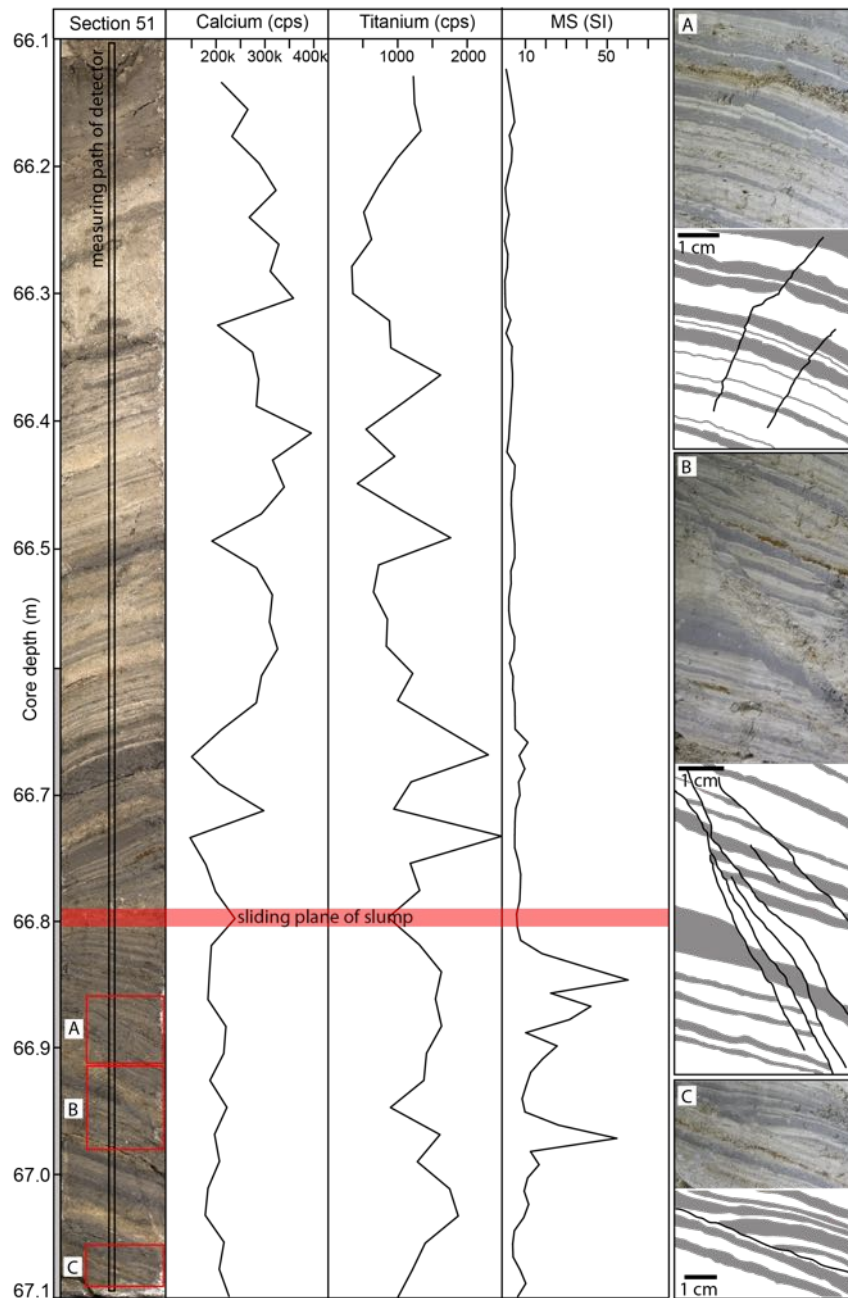 Section 51 Calcium (cps) Titanium (cps) MS (SI)
200k 300k 400k 1000 2000 10 50
66.1
measuring path of detector
66.2
66.3
66.4
66.5
Core depth (m)
66.7
66.8
sliding plane of slump
66.9
67.0
67.1
A
B
C
A
1 cm
B
1 cm
C
1 cm